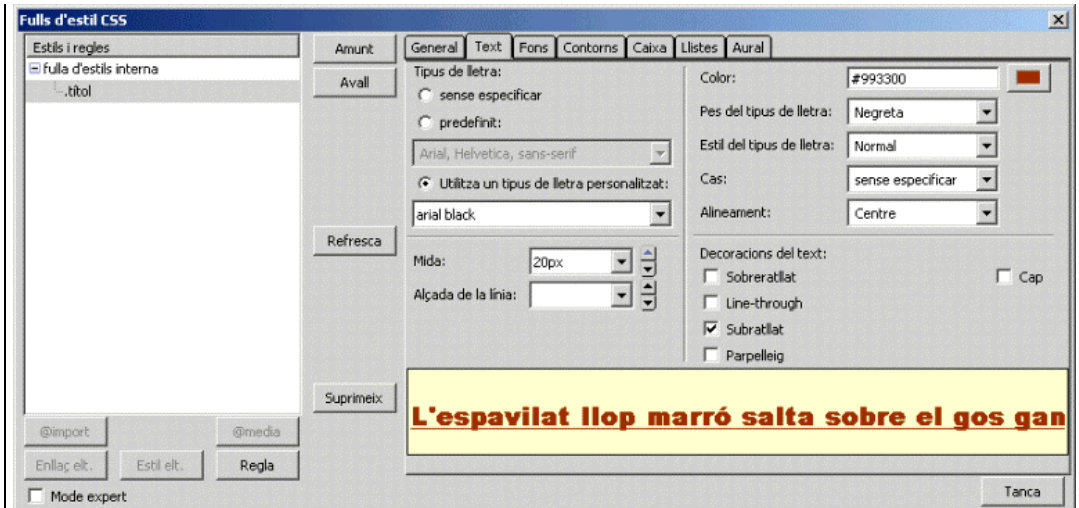 Fulls d'estil CSS
Estils i regles
fulla d'estils interna
.títol
Amunt
Avall
Refresca
Suprimeix
@import
@media
Enllaç elt.
Estil elt.
Regla
Mode expert
General
Text
Fons
Contorns
Caixa
Llistes
Aural
Tipus de lletra:
sense especificar
predefinit:
Arial, Helvetica, sans-serif
Utilitza un tipus de lletra personalitzat:
arial black
Mida:
20px
Alçada de la línia:
Color:
#993300
Pes del tipus de lletra:
Negreta
Estil del tipus de lletra:
Normal
Cas:
sense especificar
Alineament:
Centre
Decoracions del text:
Sobreratllat
Cap
Line-through
Subratllat
Parpelleig
L'espavilat llop marró salta sobre el gos gan
Tanca